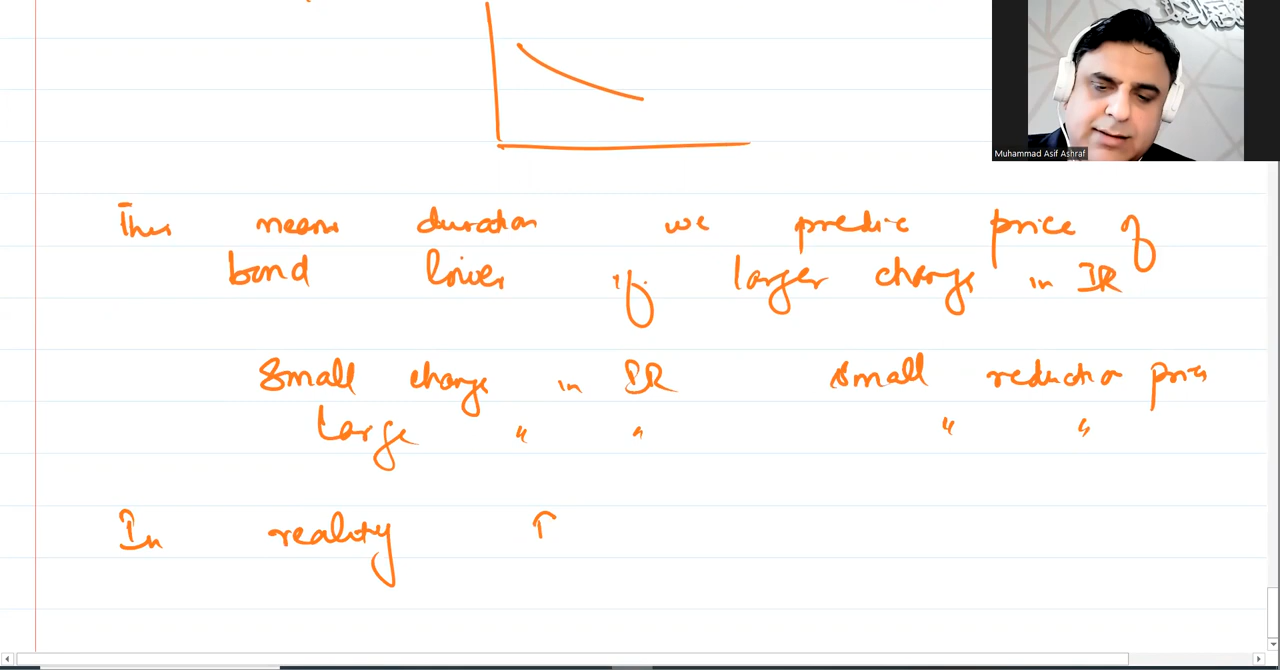 Muhammad Asif Ashraf
This means duration we predic price of
bond lower if larger change in IR
Small change in IR small reduction price
Large " " " "
In reality